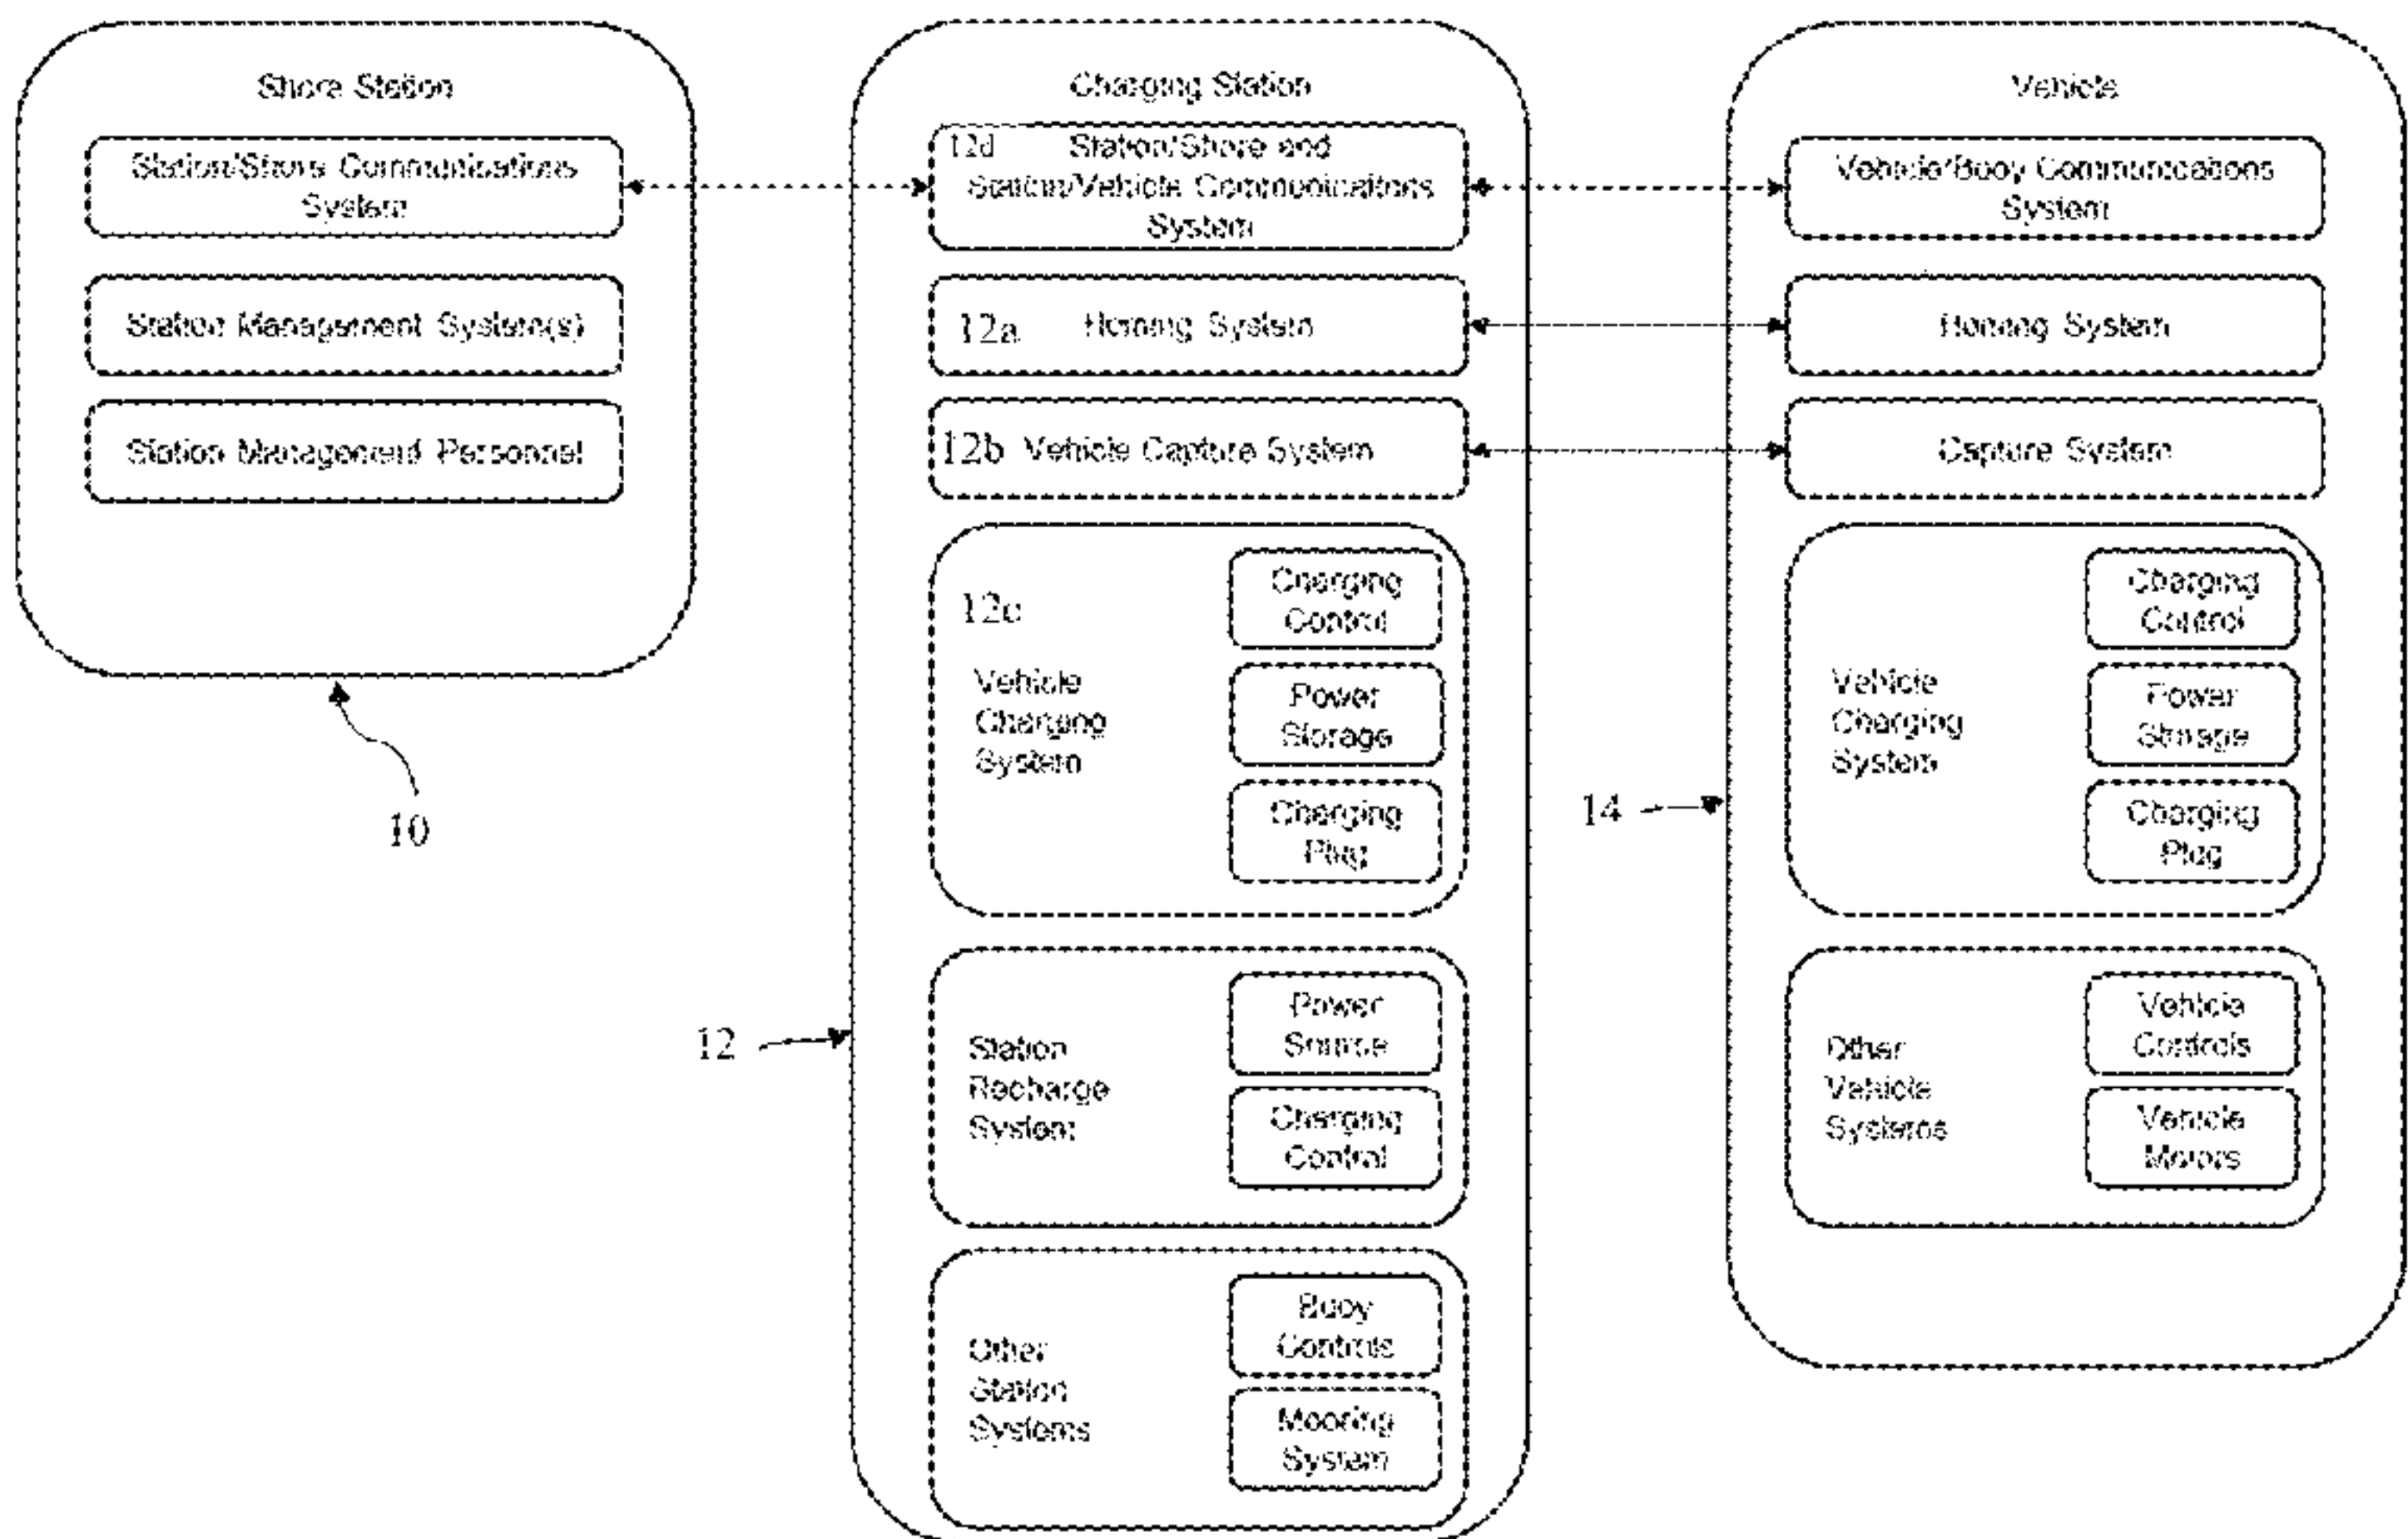 Shore Station
Station/Shore Communications
System
Station Management System(s)
Station Management Personnel
10
Charging Station
12d Station/Shore and
Station/Vehicle Communications
System
12a Homing System
12b Vehicle Capture System
12c
Vehicle
Charging
System
Charging
Control
Power
Storage
Charging
Plug
12
Station
Recharge
System
Power
Source
Charging
Control
Other
Station
Systems
Buoy
Controls
Mooring
System
Vehicle
Vehicle/Buoy Communications
System
Homing System
Capture System
Vehicle
Charging
System
Charging
Control
Power
Storage
Charging
Plug
14
Other
Vehicle
Systems
Vehicle
Controls
Vehicle
Motors